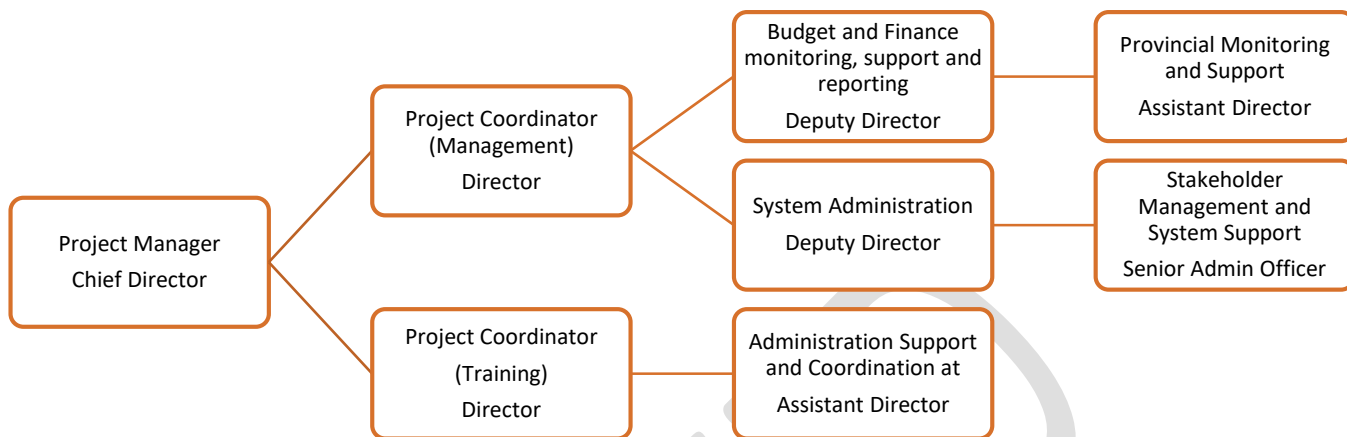 Project Manager
Chief Director
Project Coordinator
(Management)
Director
Project Coordinator
(Training)
Director
Budget and Finance
monitoring, support and
reporting
Deputy Director
System Administration
Deputy Director
Administration Support
and Coordination at
Assistant Director
Provincial Monitoring
and Support
Assistant Director
Stakeholder
Management and
System Support
Senior Admin Officer